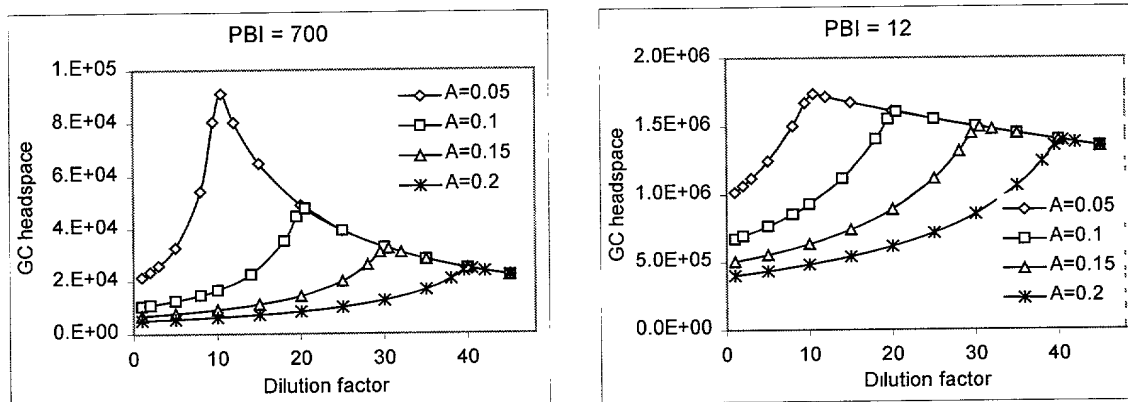 PBI = 700
GC headspace
1.E+05
8.E+04
6.E+04
4.E+04
2.E+04
0.E+00
A=0.05
A=0.1
A=0.15
A=0.2
0
10
20
30
40
Dilution factor
PBI = 12
GC headspace
2.0E+06
1.5E+06
1.0E+06
5.0E+05
0.0E+00
A=0.05
A=0.1
A=0.15
A=0.2
0
10
20
30
40
Dilution factor